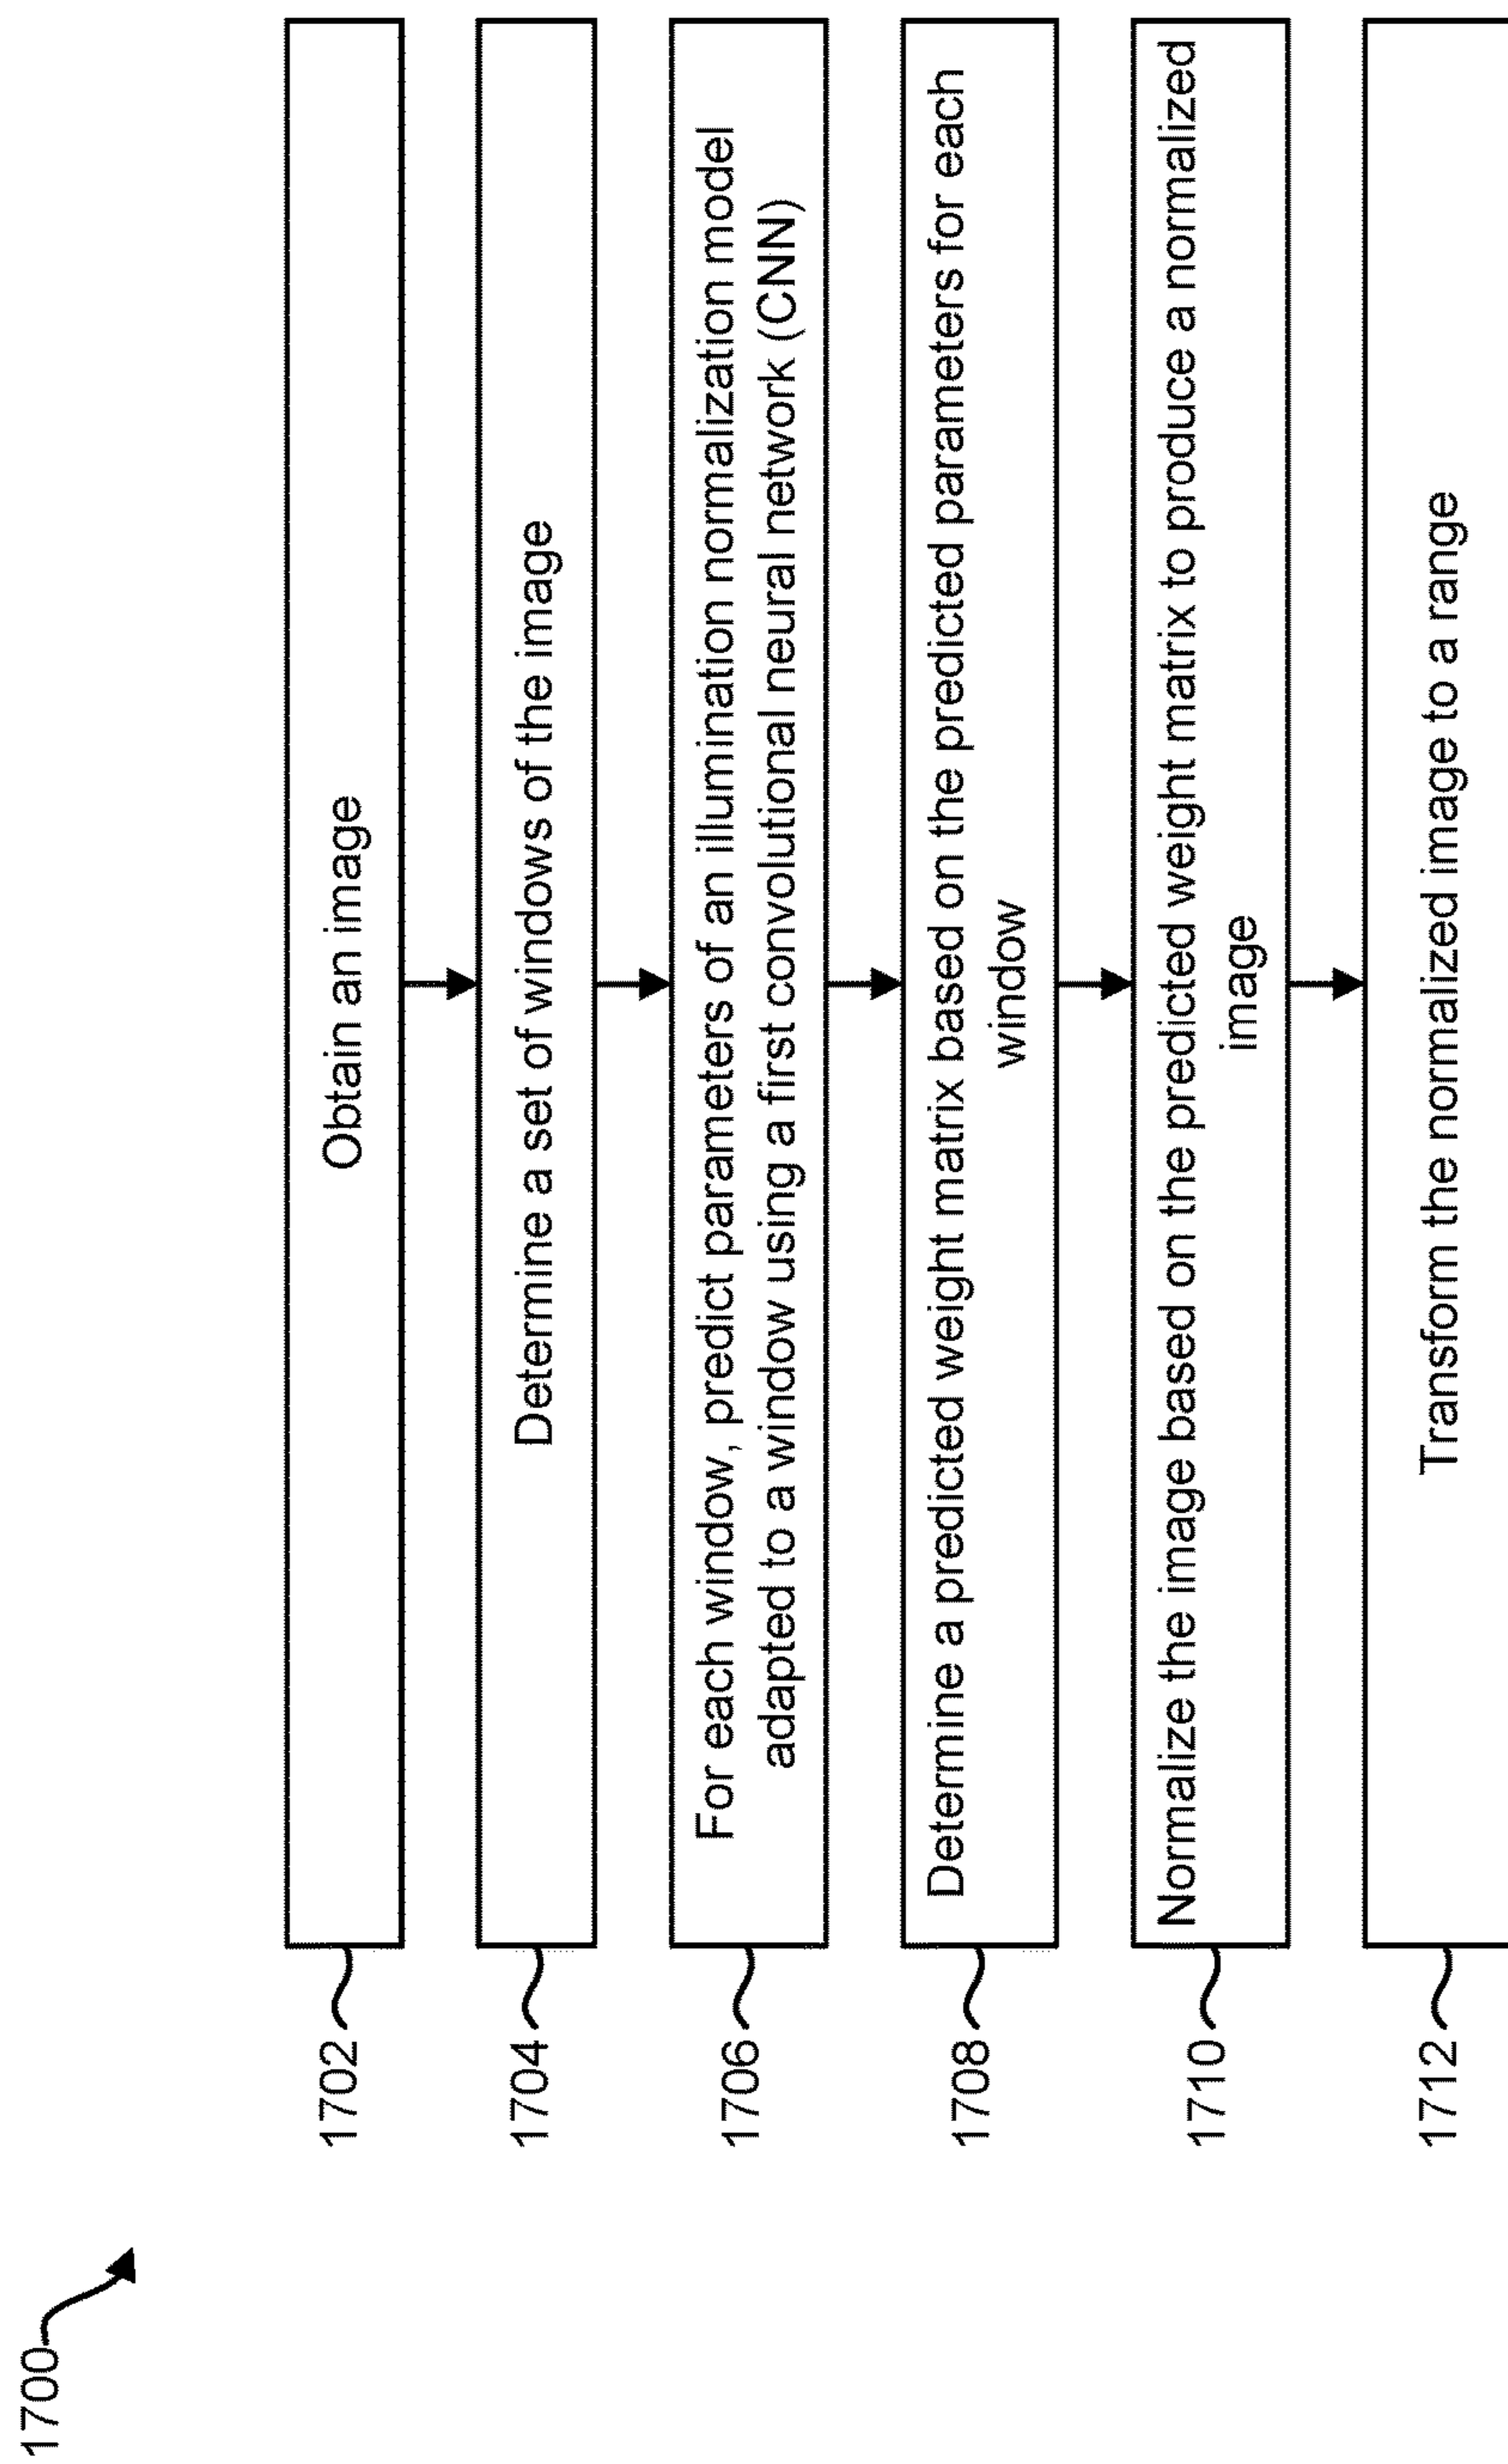 1700
1702
Obtain an image
1704
Determine a set of windows of the image
1706
For each window, predict parameters of an illumination normalization model
adapted to a window using a first convolutional neural network (CNN)
1708
Determine a predicted weight matrix based on the predicted parameters for each
window
1710
Normalize the image based on the predicted weight matrix to produce a normalized
image
1712
Transform the normalized image to a range